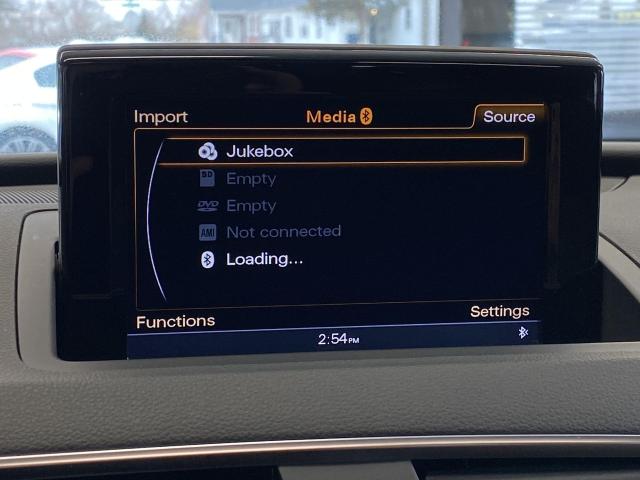 Import Media Source
Jukebox
SD Empty
DVD Empty
AMI Not connected
Loading...
Functions Settings
2:54PM